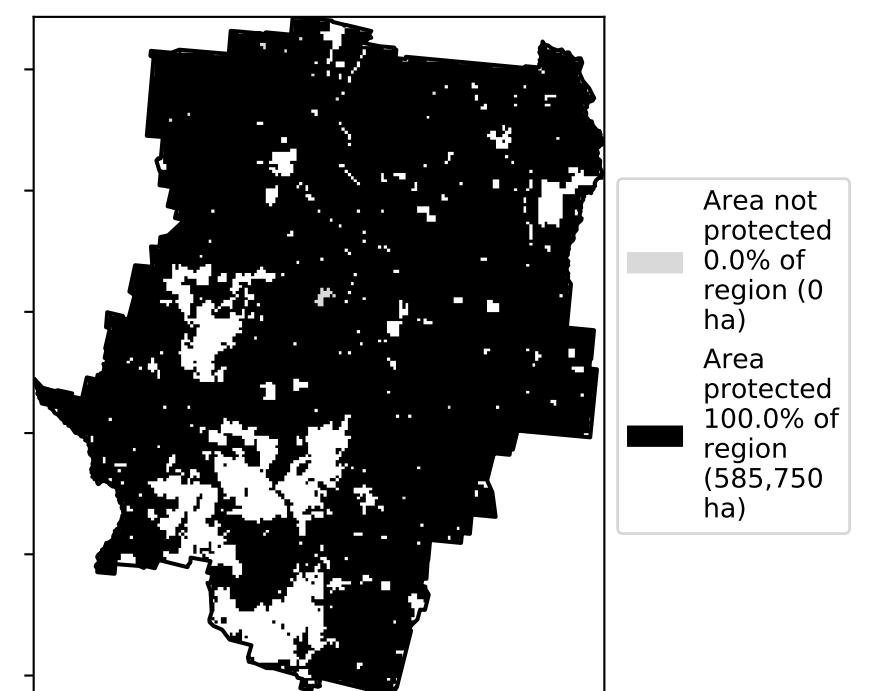 Area not
protected
0.0% of
region (0
ha)
Area
protected
100.0% of
region
(585,750
ha)